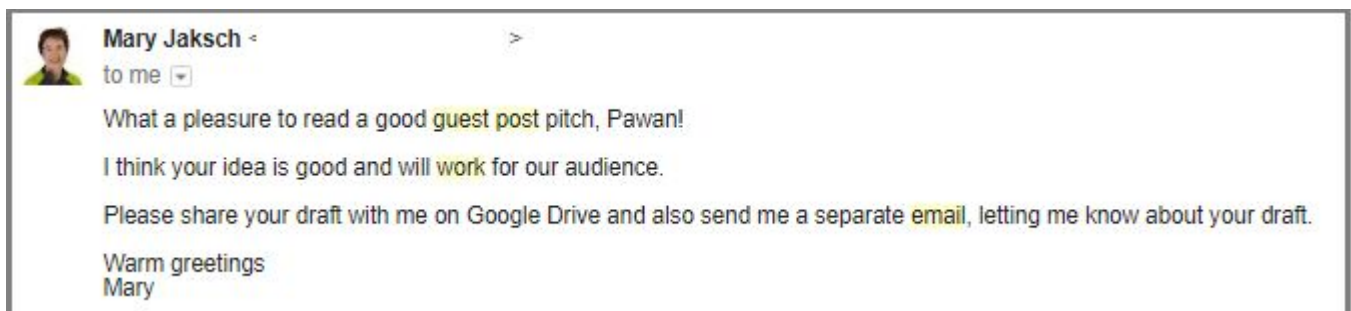 Mary Jaksch < >
to me
What a pleasure to read a good guest post pitch, Pawan!
I think your idea is good and will work for our audience.
Please share your draft with me on Google Drive and also send me a separate email, letting me know about your draft.
Warm greetings
Mary